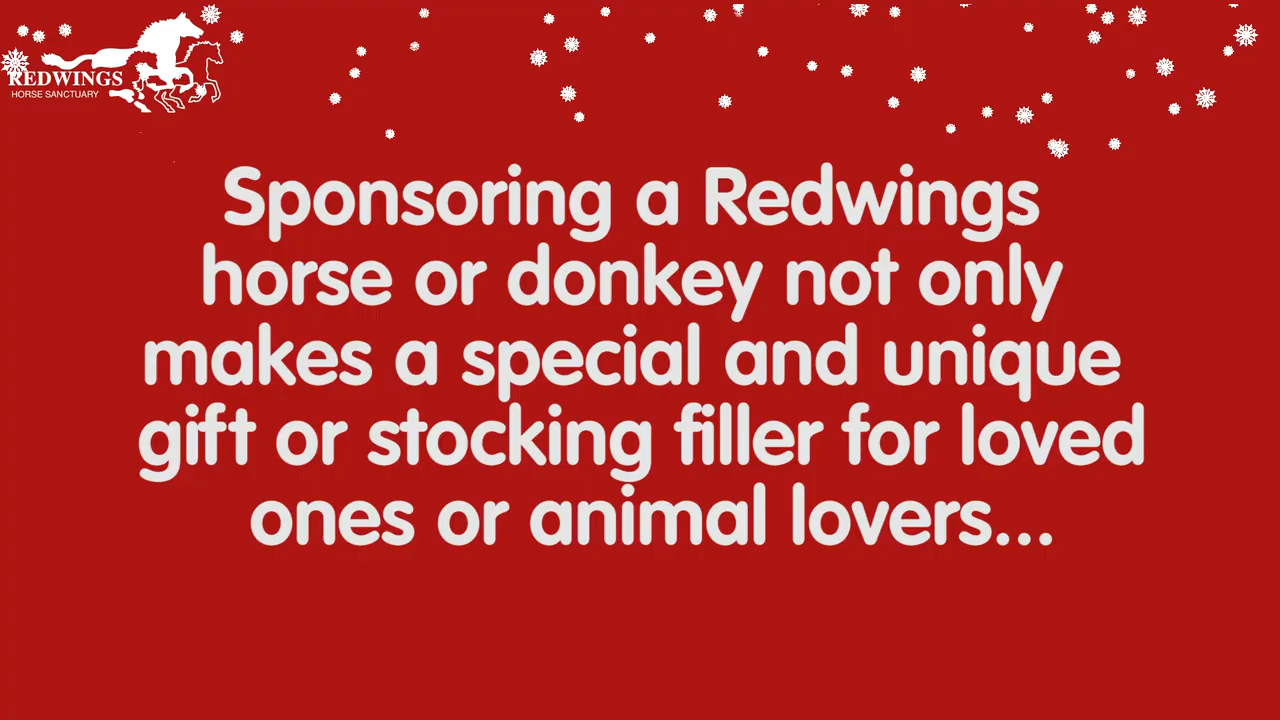 REDWINGS
HORSE SANCTUARY
Sponsoring a Redwings
horse or donkey not only
makes a special and unique
gift or stocking filler for loved
ones or animal lovers...